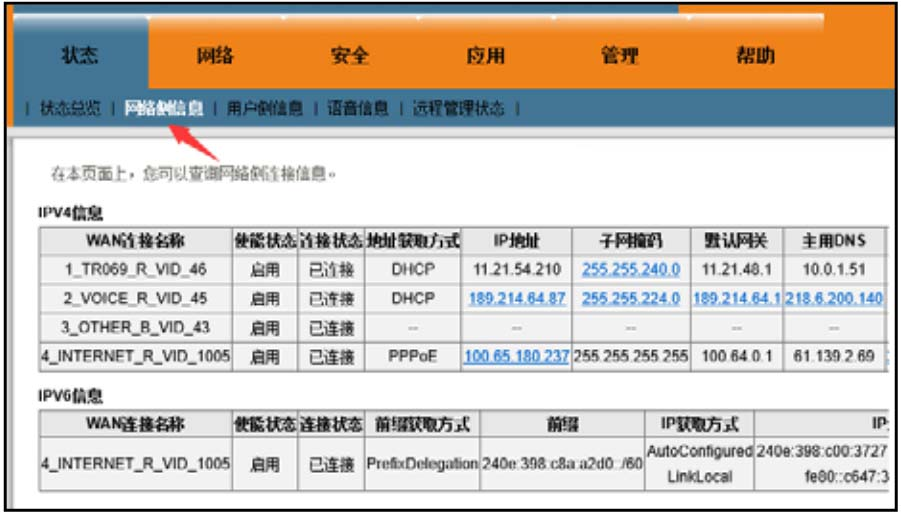 状态 网络 安全 应用 管理 帮助
| 状态总览 | 网络侧信息 | 用户侧信息 | 语音信息 | 远程管理状态 |
在本页面上，您可以查询网络侧连接信息。
IPV4信息
WAN连接名称 使能状态 连接状态 地址获取方式 IP地址 子网掩码 默认网关 主用DNS
1_TR069_R_VID_46 启用 已连接 DHCP 11.21.54.210 255.255.240.0 11.21.48.1 10.0.1.51
2_VOICE_R_VID_45 启用 已连接 DHCP 189.214.64.87 255.255.224.0 189.214.64.1 218.6.200.140
3_OTHER_B_VID_43 启用 已连接 -- -- -- -- --
4_INTERNET_R_VID_1005 启用 已连接 PPPoE 100.65.180.237 255.255.255.255 100.64.0.1 61.139.2.69
IPV6信息
WAN连接名称 使能状态 连接状态 前缀获取方式 前缀 IP获取方式 IP
4_INTERNET_R_VID_1005 启用 已连接 PrefixDelegation 240e:398:c8a:a2d0::/60 AutoConfigured 240e:398:c00:3727
LinkLocal fe80::c647:3